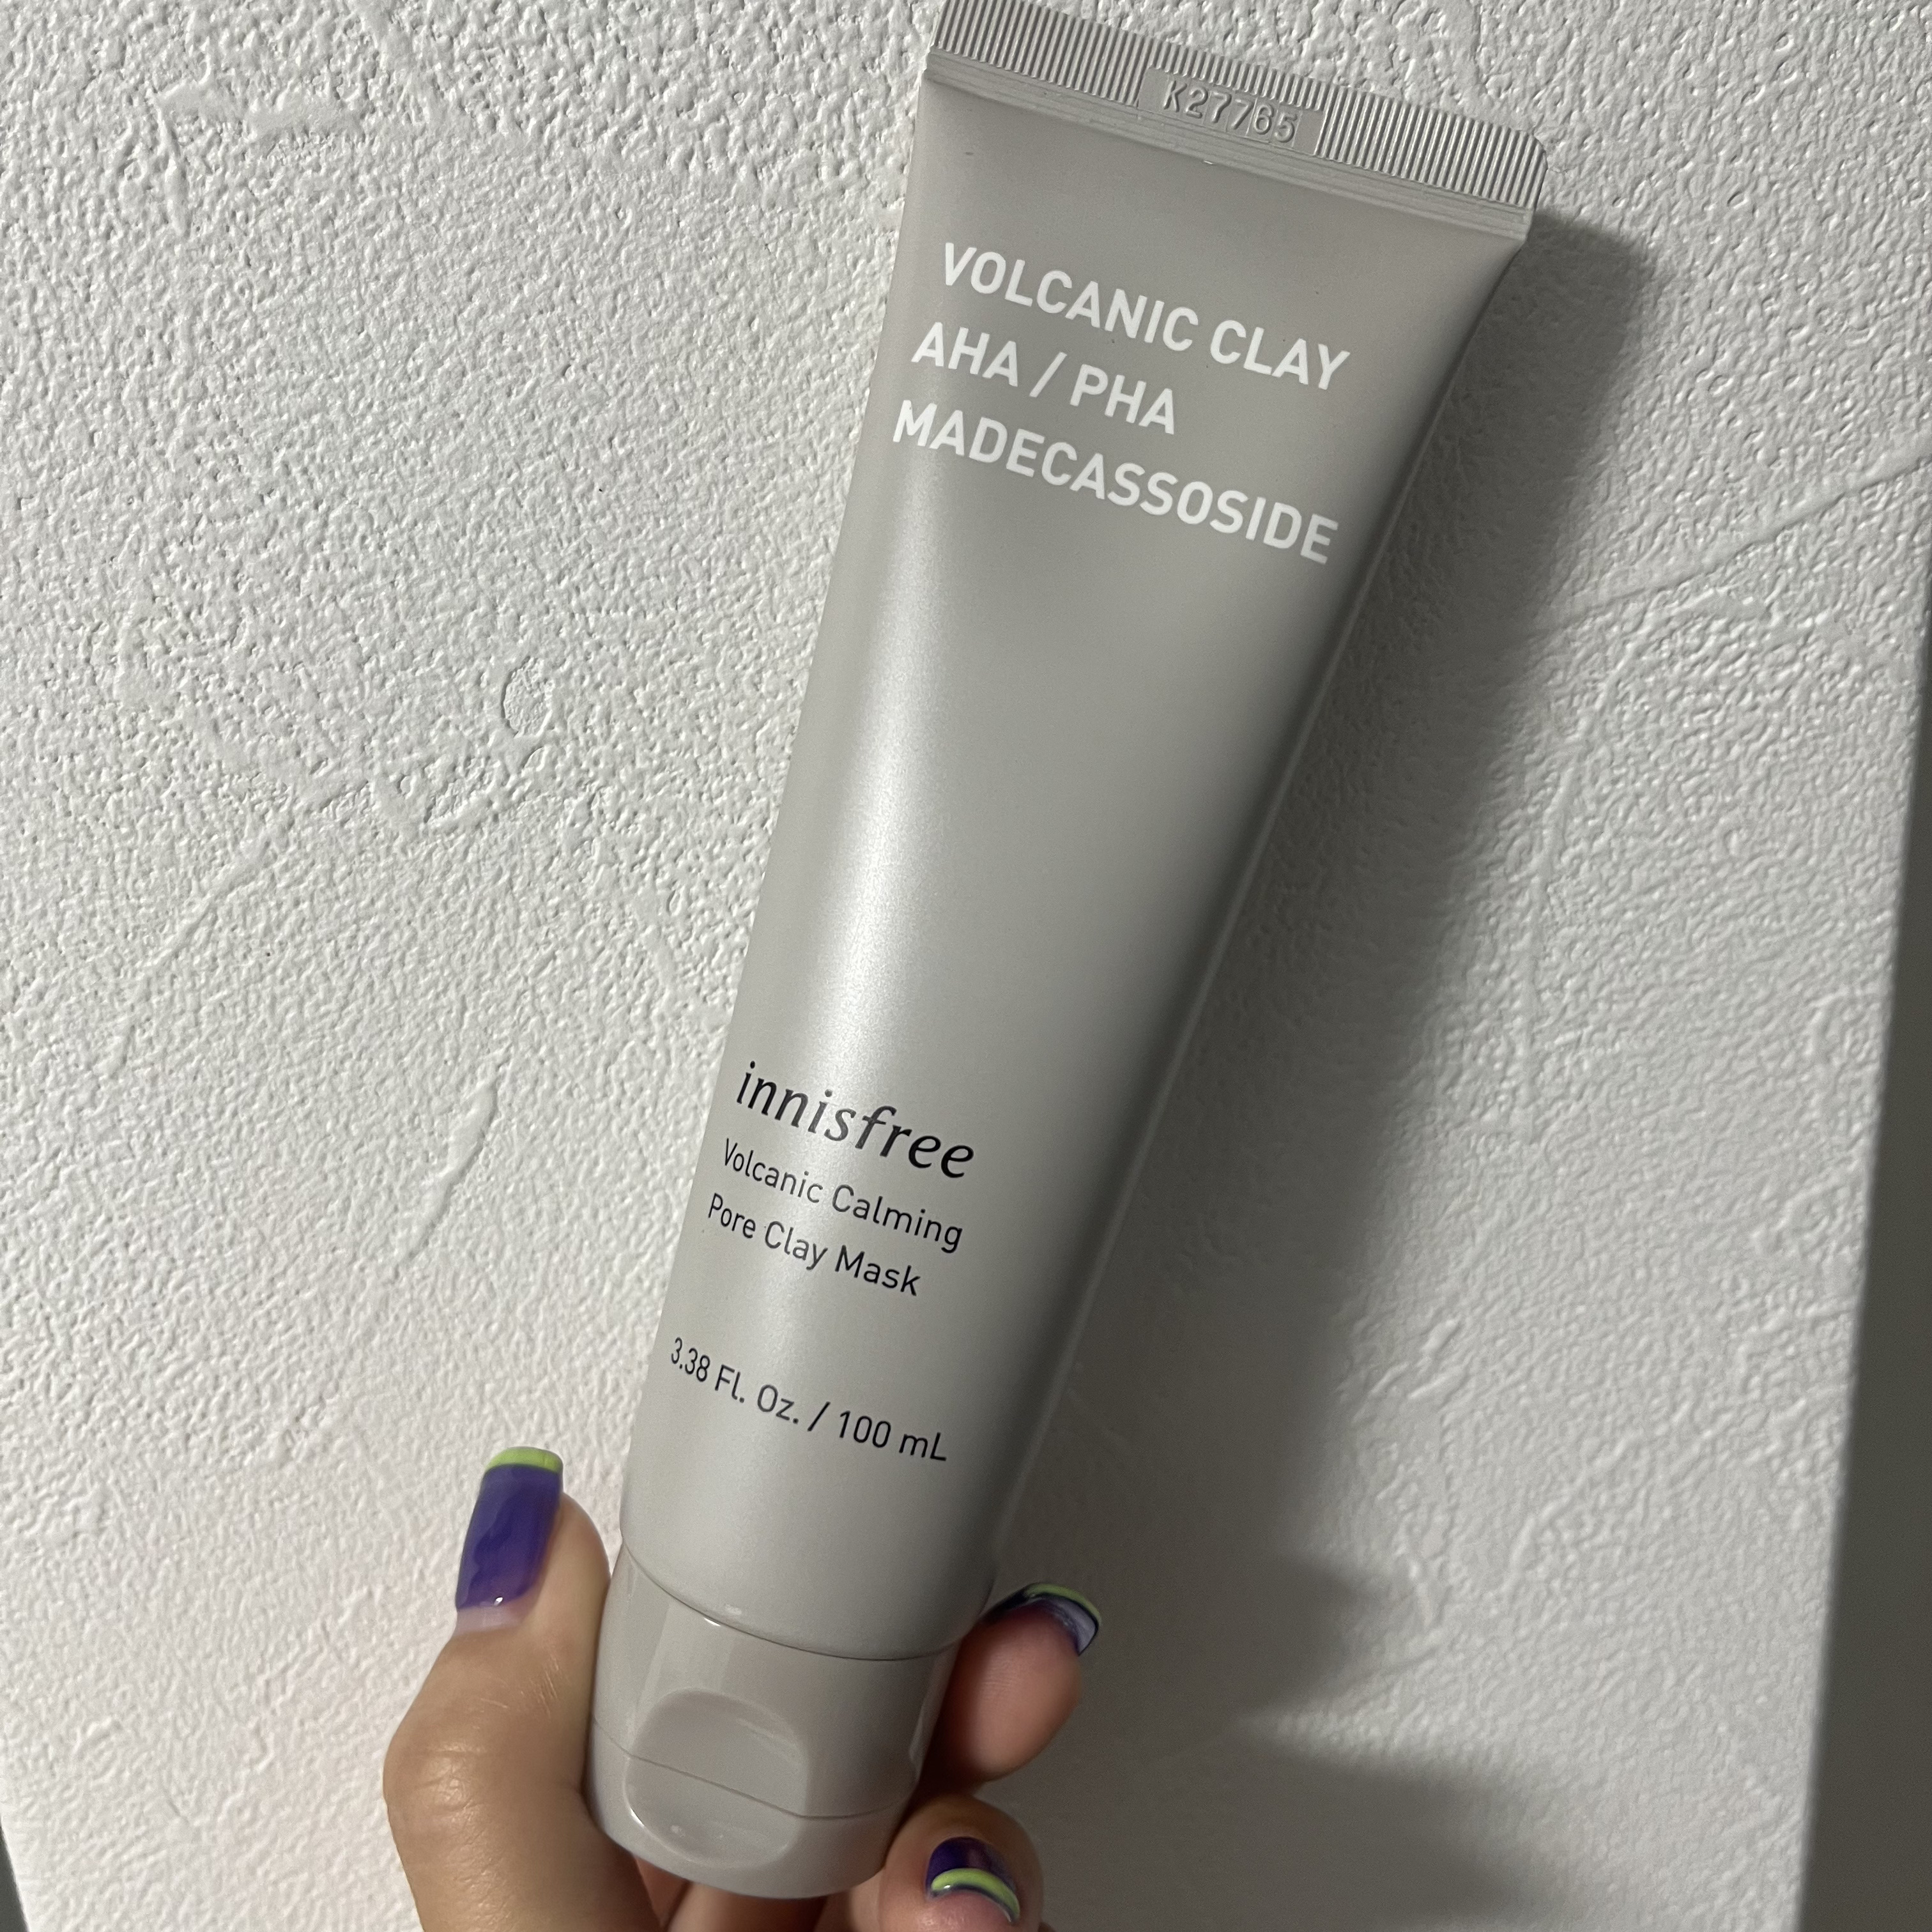 K27765
VOLCANIC CLAY
AHA / PHA
MADECASSOSIDE
innisfree
Volcanic Calming
Pore Clay Mask
3.38 Fl. Oz. / 100 mL